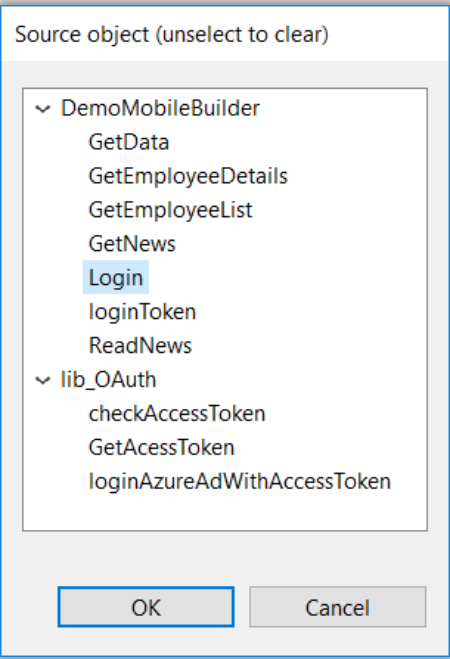 Source object (unselect to clear)
DemoMobileBuilder
GetData
GetEmployeeDetails
GetEmployeeList
GetNews
Login
loginToken
ReadNews
lib_OAuth
checkAccessToken
GetAcessToken
loginAzureAdWithAccessToken
OK
Cancel